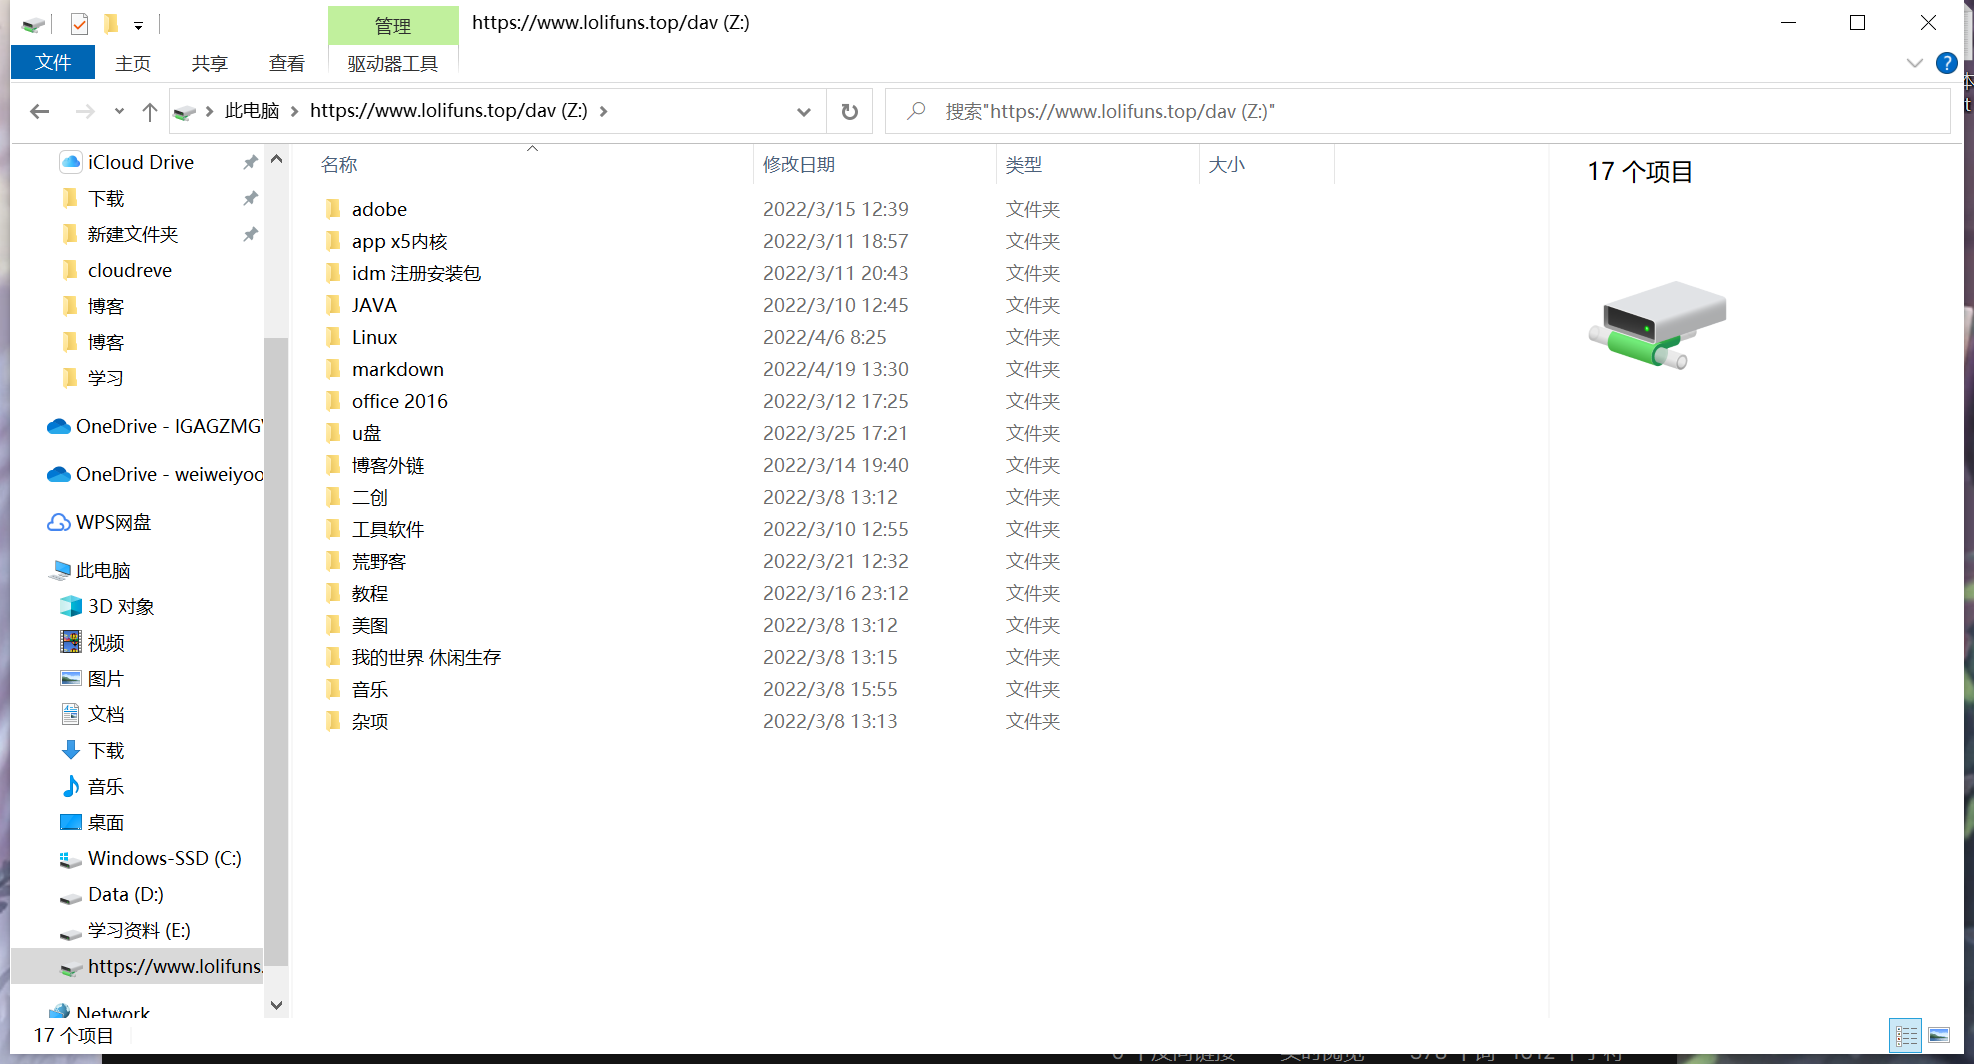 管理
https://www.lolifuns.top/dav (Z:)
文件 主页 共享 查看 驱动器工具
此电脑 https://www.lolifuns.top/dav (Z:)
搜索"https://www.lolifuns.top/dav (Z:)"
iCloud Drive
下载
新建文件夹
cloudreve
博客
博客
学习
OneDrive - IGAGZMG
OneDrive - weiweiyoo
WPS网盘
此电脑
3D 对象
视频
图片
文档
下载
音乐
桌面
Windows-SSD (C:)
Data (D:)
学习资料 (E:)
https://www.lolifuns.
Network
名称 修改日期 类型 大小
adobe 2022/3/15 12:39 文件夹
app x5内核 2022/3/11 18:57 文件夹
idm 注册安装包 2022/3/11 20:43 文件夹
JAVA 2022/3/10 12:45 文件夹
Linux 2022/4/6 8:25 文件夹
markdown 2022/4/19 13:30 文件夹
office 2016 2022/3/12 17:25 文件夹
u盘 2022/3/25 17:21 文件夹
博客外链 2022/3/14 19:40 文件夹
二创 2022/3/8 13:12 文件夹
工具软件 2022/3/10 12:55 文件夹
荒野客 2022/3/21 12:32 文件夹
教程 2022/3/16 23:12 文件夹
美图 2022/3/8 13:12 文件夹
我的世界 休闲生存 2022/3/8 13:15 文件夹
音乐 2022/3/8 15:55 文件夹
杂项 2022/3/8 13:13 文件夹
17 个项目
17 个项目